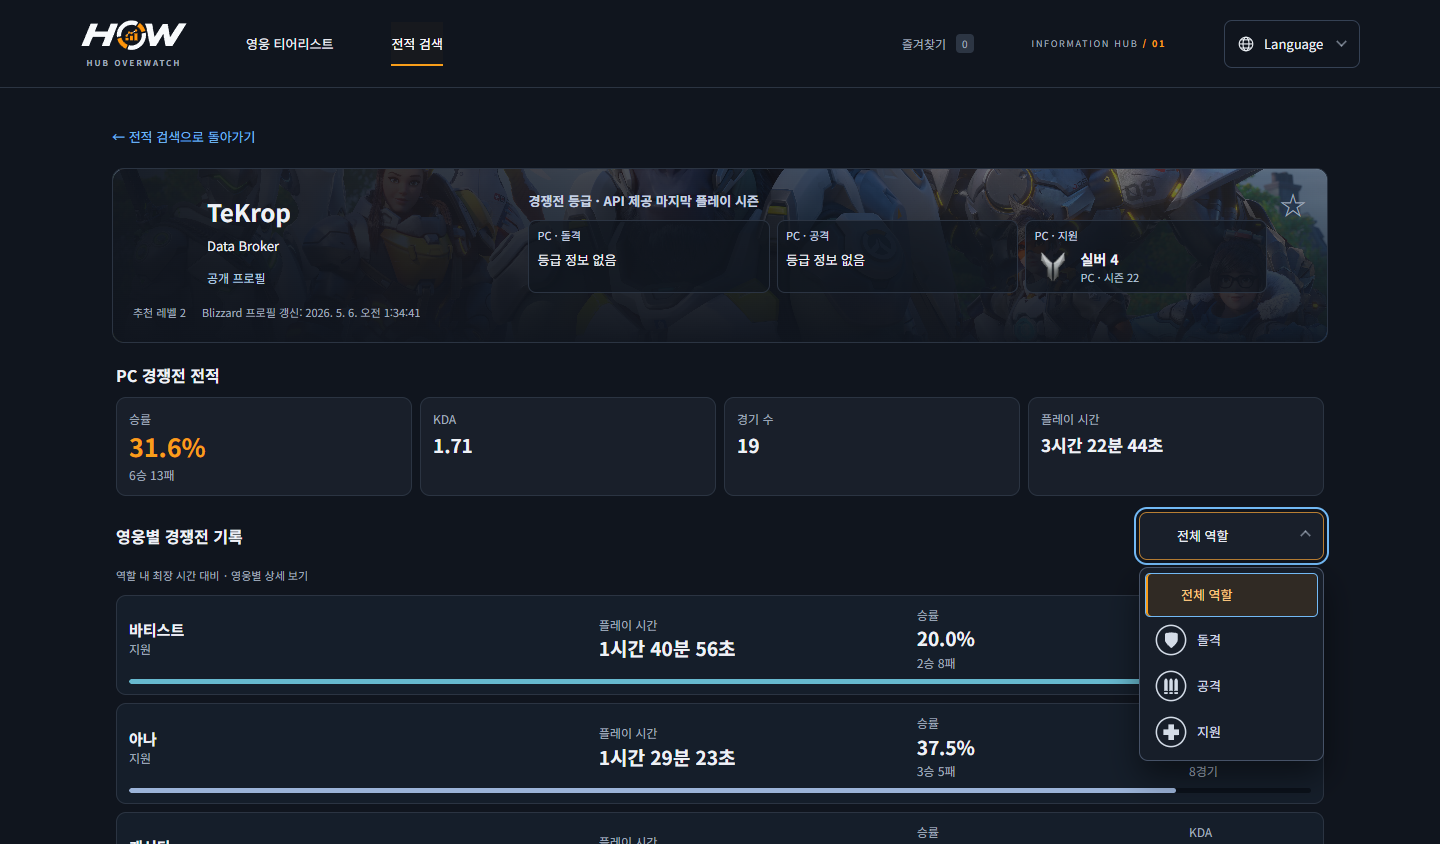 HOW
HUB OVERWATCH
영웅 티어리스트
전적 검색
즐겨찾기 0
INFORMATION HUB / 01
Language
← 전적 검색으로 돌아가기
TeKrop
Data Broker
공개 프로필
추천 레벨 2 Blizzard 프로필 갱신: 2026. 5. 6. 오전 1:34:41
경쟁전 등급 · API 제공 마지막 플레이 시즌
PC · 돌격
등급 정보 없음
PC · 공격
등급 정보 없음
PC · 지원
실버 4
PC · 시즌 22
PC 경쟁전 전적
승률
31.6%
6승 13패
KDA
1.71
경기 수
19
플레이 시간
3시간 22분 44초
영웅별 경쟁전 기록
전체 역할
역할 내 최장 시간 대비 · 영웅별 상세 보기
전체 역할
돌격
공격
지원
바티스트
지원
플레이 시간
1시간 40분 56초
승률
20.0%
2승 8패
아나
지원
플레이 시간
1시간 29분 23초
승률
37.5%
3승 5패
8경기
플레이 시간
승률
KDA